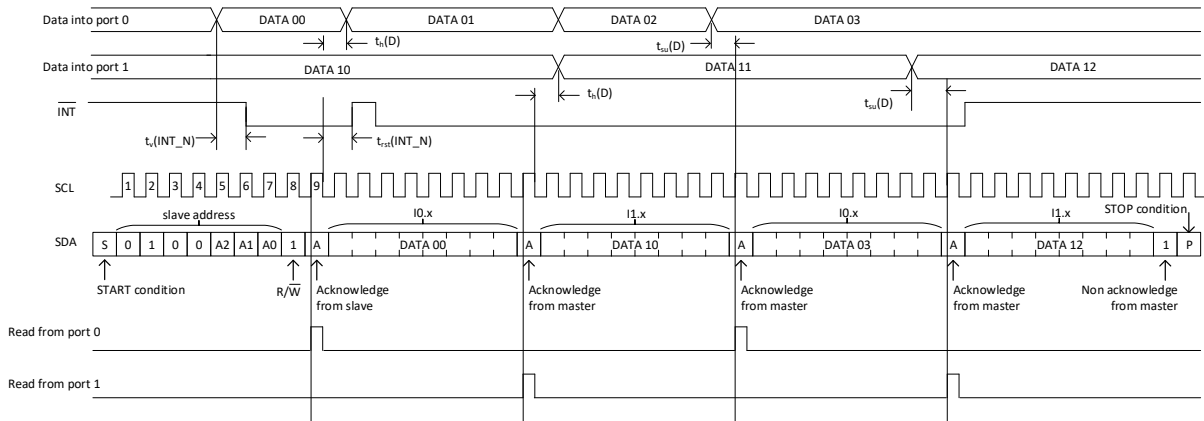 Data into port 0
DATA 00
DATA 01
DATA 02
DATA 03
th(D)
tsu(D)
Data into port 1
DATA 10
DATA 11
DATA 12
th(D)
tsu(D)
INT
tv(INT_N)
trst(INT_N)
SCL
1 2 3 4 5 6 7 8 9
slave address
I0.x
I1.x
I0.x
I1.x
STOP condition
SDA
S 0 1 0 0 A2 A1 A0 1 A DATA 00 A DATA 10 A DATA 03 A DATA 12 1 P
START condition
R/W
Acknowledge
from slave
Acknowledge
from master
Acknowledge
from master
Acknowledge
from master
Non acknowledge
from master
Read from port 0
Read from port 1